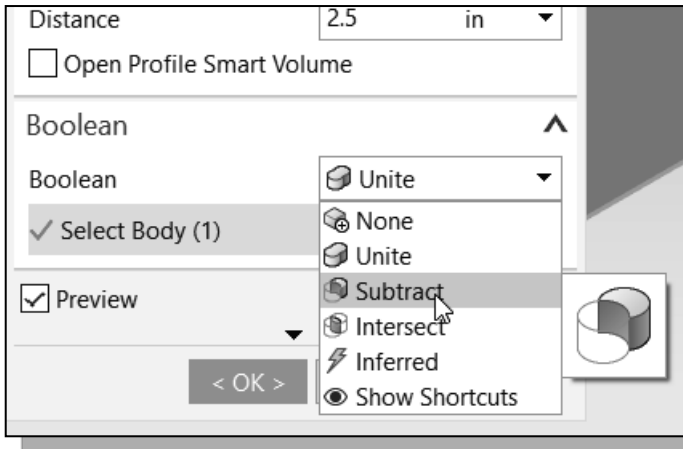 Distance 2.5 in
Open Profile Smart Volume
Boolean
Boolean Unite
Select Body (1) None
Unite
Preview Subtract
Intersect
Inferred
< OK >
Show Shortcuts